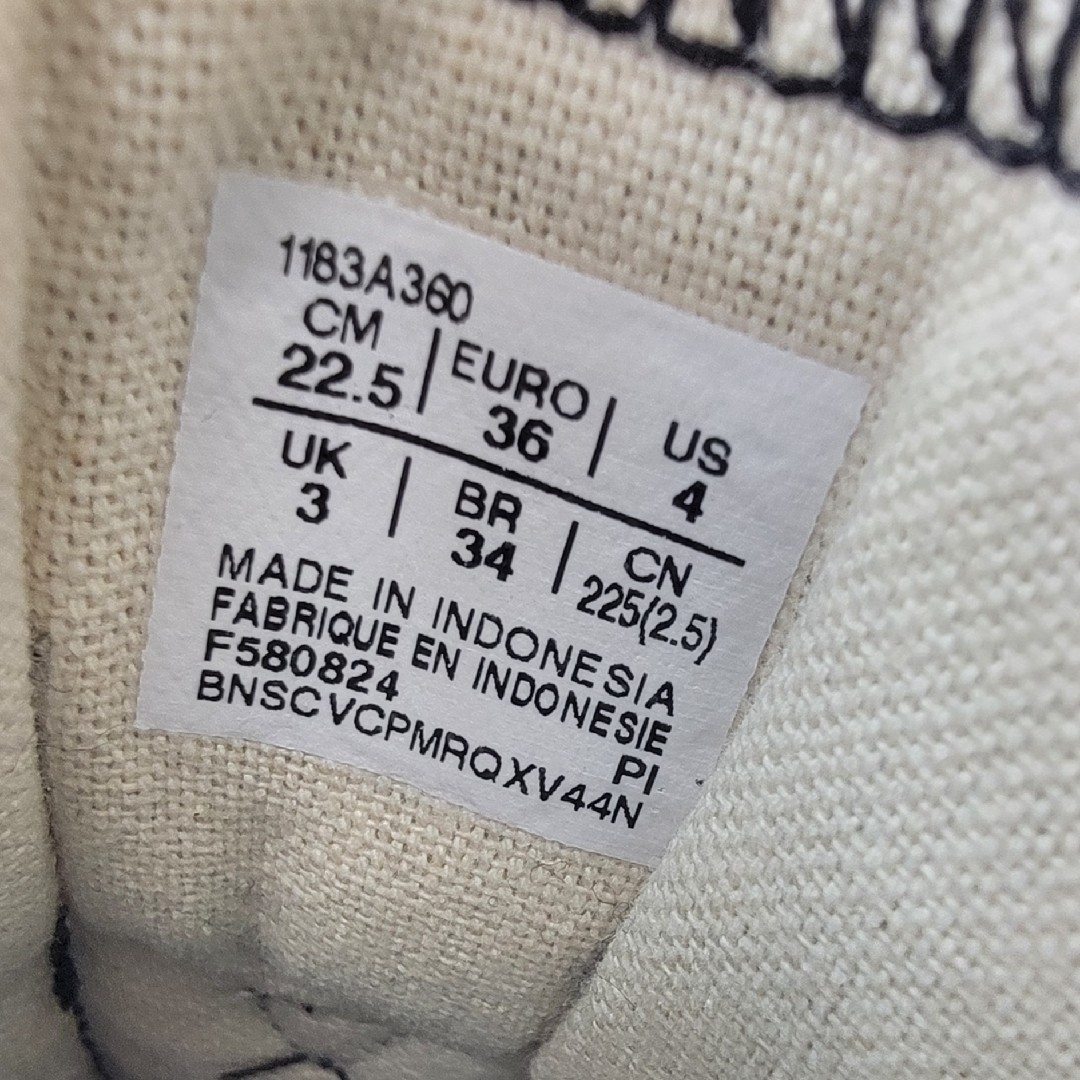 1183A360
CM | EURO | US
22.5 | 36 | 4
UK | BR | CN
3 | 34 | 225(2.5)
MADE IN INDONESIA
FABRIQUE EN INDONESIE
F580824 PI
BNSCVCPMRQXV44N